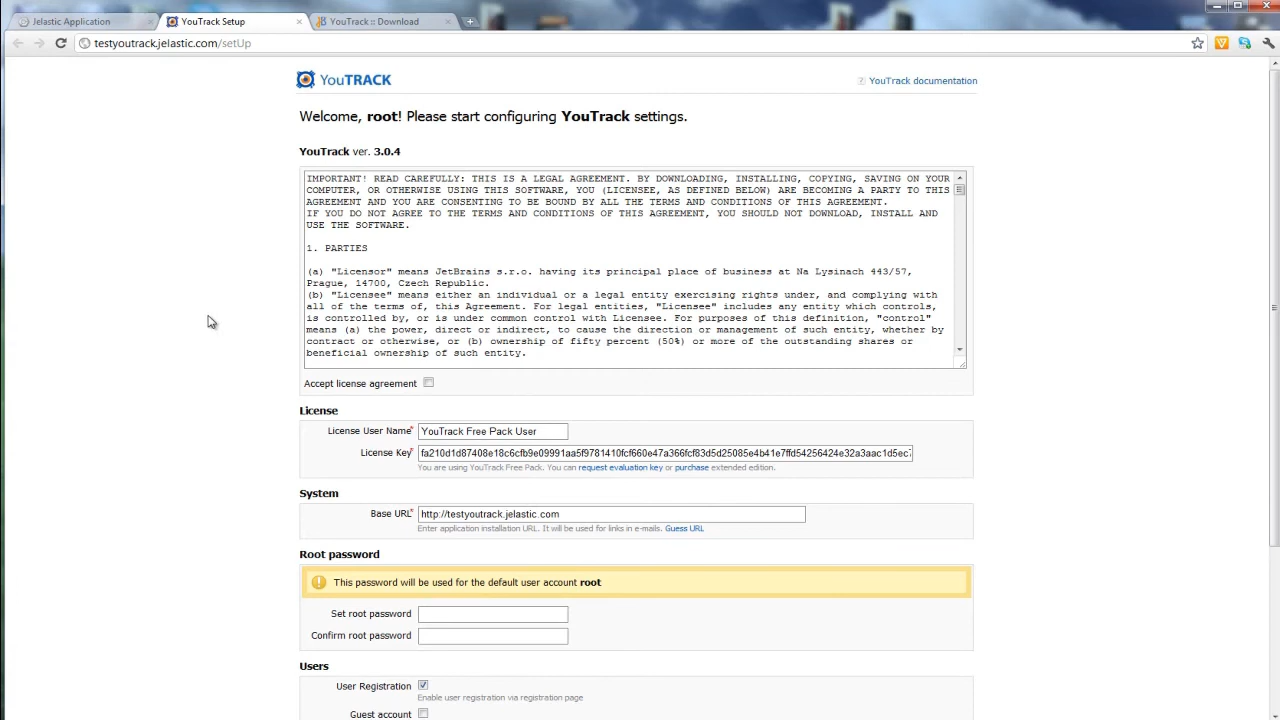 Jelastic Application
YouTrack Setup
YouTrack :: Download
testyoutrack.jelastic.com/setUp
YouTRACK
YouTrack documentation
Welcome, root! Please start configuring YouTrack settings.
YouTrack ver. 3.0.4
IMPORTANT! READ CAREFULLY: THIS IS A LEGAL AGREEMENT. BY DOWNLOADING, INSTALLING, COPYING, SAVING ON YOUR
COMPUTER, OR OTHERWISE USING THIS SOFTWARE, YOU (LICENSEE, AS DEFINED BELOW) ARE BECOMING A PARTY TO THIS
AGREEMENT AND YOU ARE CONSENTING TO BE BOUND BY ALL THE TERMS AND CONDITIONS OF THIS AGREEMENT.
IF YOU DO NOT AGREE TO THE TERMS AND CONDITIONS OF THIS AGREEMENT, YOU SHOULD NOT DOWNLOAD, INSTALL AND
USE THE SOFTWARE.
1. PARTIES
(a) "Licensor" means JetBrains s.r.o. having its principal place of business at Na Lysinach 443/57,
Prague, 14700, Czech Republic.
(b) "Licensee" means either an individual or a legal entity exercising rights under, and complying with
all of the terms of, this Agreement. For legal entities, "Licensee" includes any entity which controls,
is controlled by, or is under common control with Licensee. For purposes of this definition, "control"
means (a) the power, direct or indirect, to cause the direction or management of such entity, whether by
contract or otherwise, or (b) ownership of fifty percent (50%) or more of the outstanding shares or
beneficial ownership of such entity.
Accept license agreement
License
License User Name* YouTrack Free Pack User
License Key* fa210d1d87408e18c6cfb9e09991aa5f9781410fcf660e47a366fcf83d5d25085e4b41e7ffd54256424e32a3aac1d5ec7
You are using YouTrack Free Pack. You can request evaluation key or purchase extended edition.
System
Base URL* http://testyoutrack.jelastic.com
Enter application installation URL. It will be used for links in e-mails. Guess URL
Root password
This password will be used for the default user account root
Set root password
Confirm root password
Users
User Registration
Enable user registration via registration page
Guest account